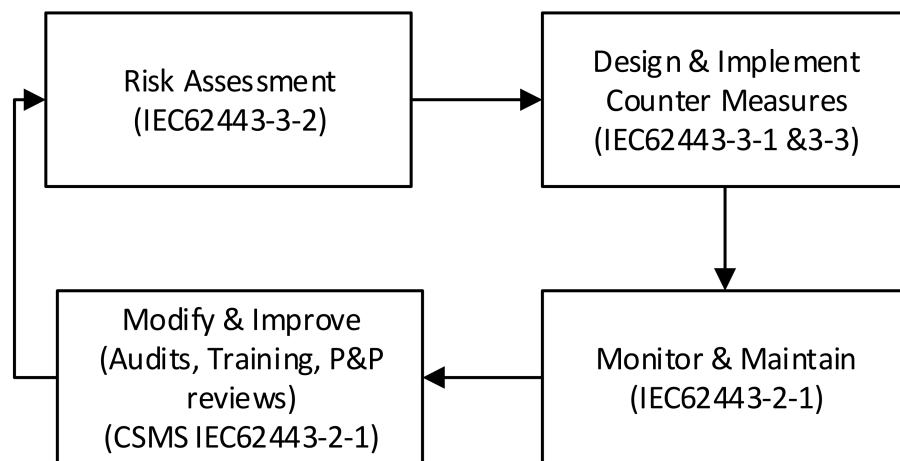 Risk Assessment
(IEC62443-3-2)
Design & Implement
Counter Measures
(IEC62443-3-1 &3-3)
Modify & Improve
(Audits, Training, P&P
reviews)
(CSMS IEC62443-2-1)
Monitor & Maintain
(IEC62443-2-1)